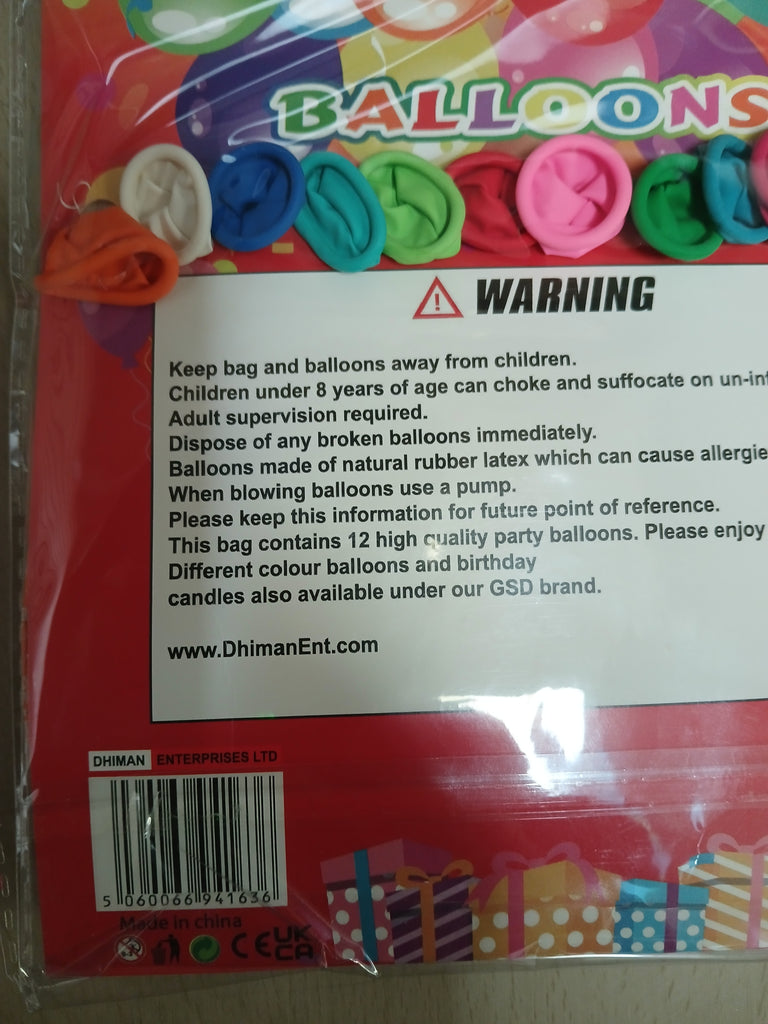 BALLOONS
WARNING
Keep bag and balloons away from children.
Children under 8 years of age can choke and suffocate on un-inf
Adult supervision required.
Dispose of any broken balloons immediately.
Balloons made of natural rubber latex which can cause allergie
When blowing balloons use a pump.
Please keep this information for future point of reference.
This bag contains 12 high quality party balloons. Please enjoy
Different colour balloons and birthday
candles also available under our GSD brand.
www.DhimanEnt.com
DHIMAN ENTERPRISES LTD
5 060066 941636
Made in china
CE UK CA